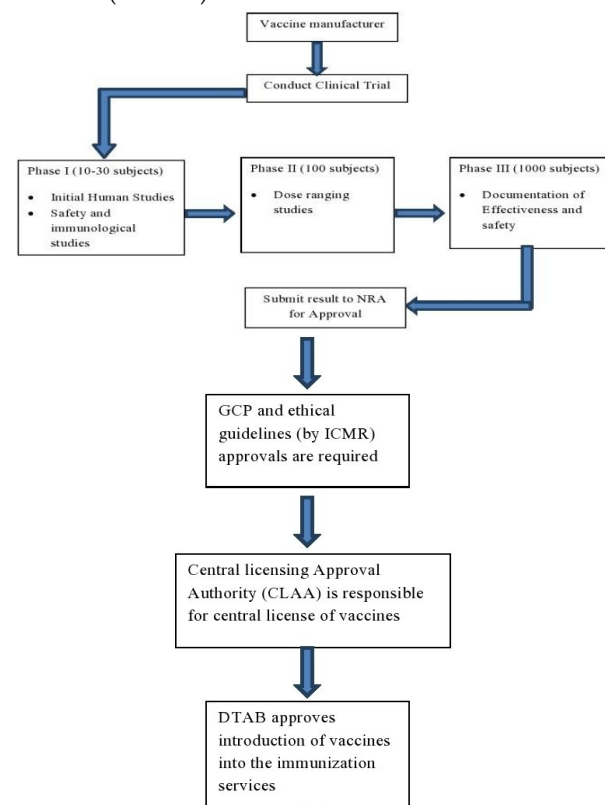 Vaccine manufacturer
Conduct Clinical Trial
Phase I (10-30 subjects)
• Initial Human Studies
• Safety and
immunological
studies
Phase II (100 subjects)
• Dose ranging
studies
Phase III (1000 subjects)
• Documentation of
Effectiveness and
safety
Submit result to NRA
for Approval
GCP and ethical
guidelines (by ICMR)
approvals are required
Central licensing Approval
Authority (CLAA) is responsible
for central license of vaccines
DTAB approves
introduction of vaccines
into the immunization
services